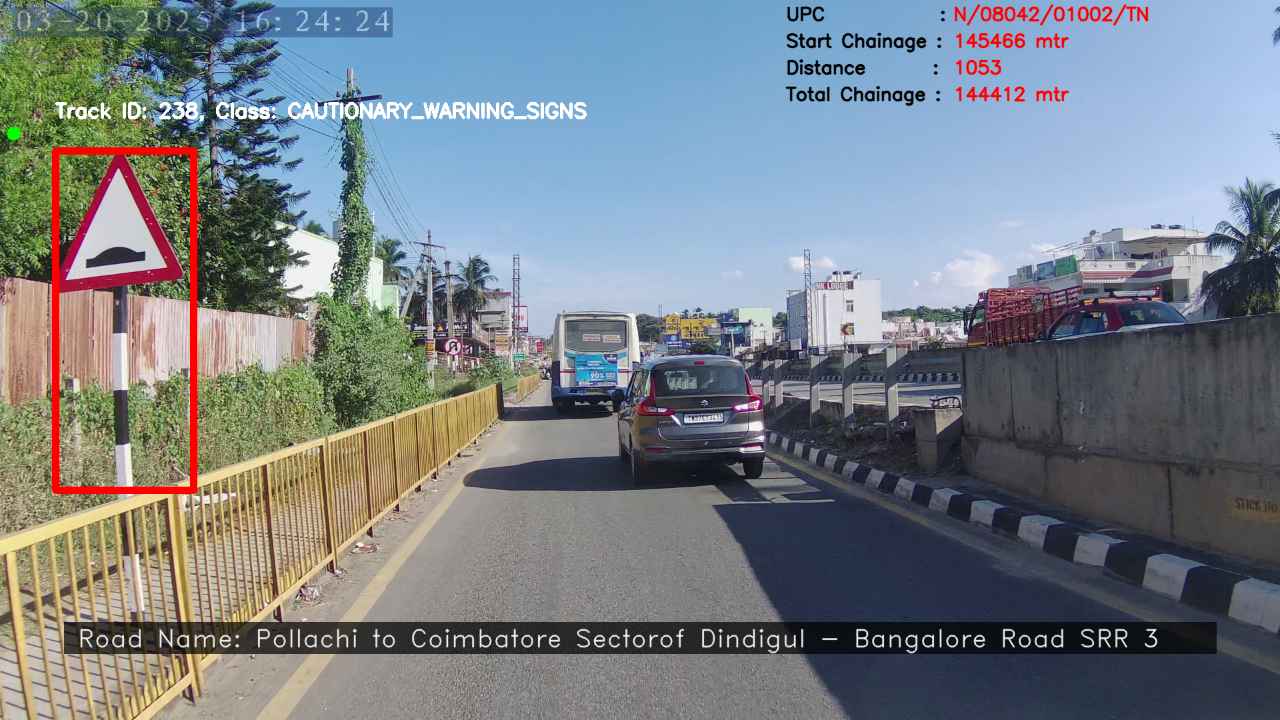 03-20-2025 16:24:24
UPC : N/08042/01002/TN
Start Chainage : 145466 mtr
Distance : 1053
Total Chainage : 144412 mtr
Track ID: 238, Class: CAUTIONARY_WARNING_SIGNS
Road Name: Pollachi to Coimbatore Sectorof Dindigul - Bangalore Road SRR 3